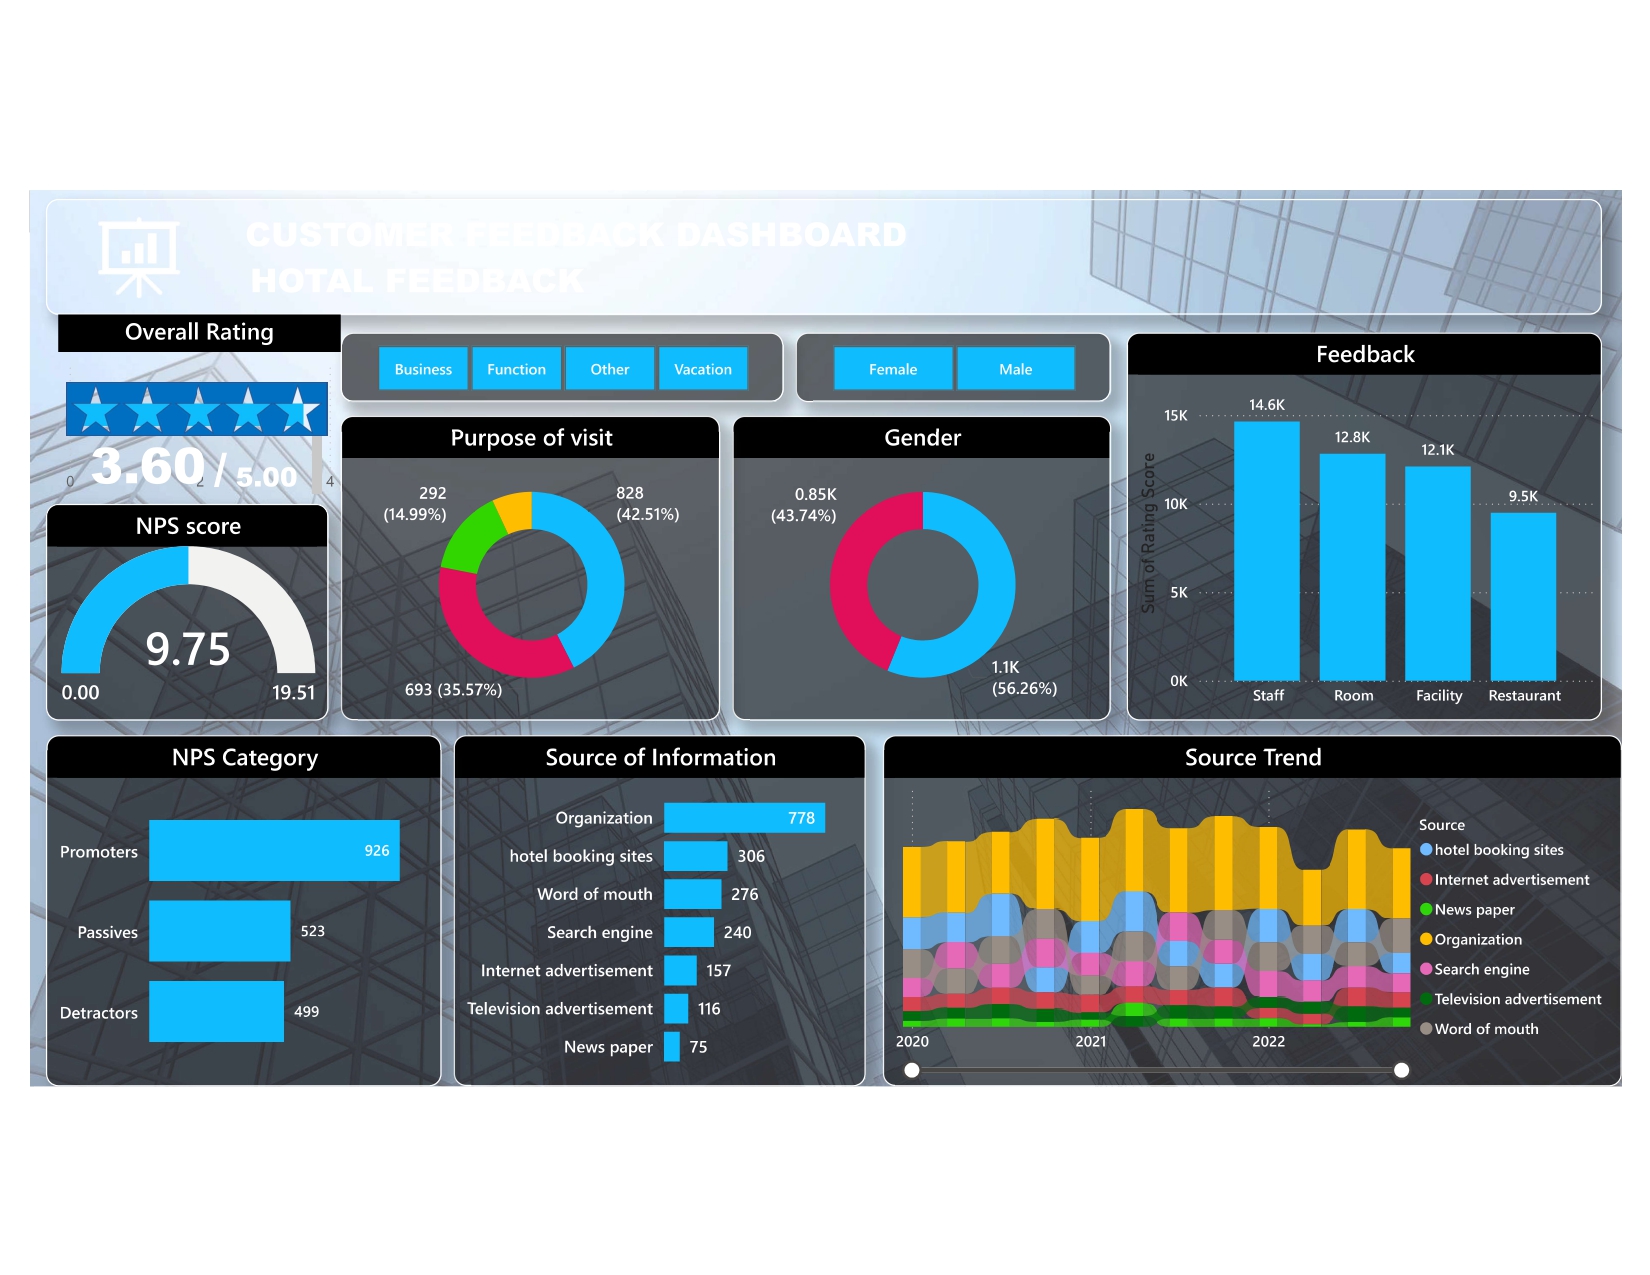 CUSTOMER FEEDBACK DASHBOARD
HOTAL FEEDBACK
Overall Rating
3.60 / 5.00
0 2 4
NPS score
9.75
0.00 19.51
Business Function Other Vacation
Female Male
Purpose of visit
292
(14.99%)
828
(42.51%)
693 (35.57%)
Gender
0.85K
(43.74%)
1.1K
(56.26%)
Feedback
Sum of Rating Score
15K
10K
5K
0K
14.6K
12.8K
12.1K
9.5K
Staff Room Facility Restaurant
NPS Category
Promoters 926
Passives 523
Detractors 499
Source of Information
Organization 778
hotel booking sites 306
Word of mouth 276
Search engine 240
Internet advertisement 157
Television advertisement 116
News paper 75
Source Trend
2020 2021 2022
Source
hotel booking sites
Internet advertisement
News paper
Organization
Search engine
Television advertisement
Word of mouth